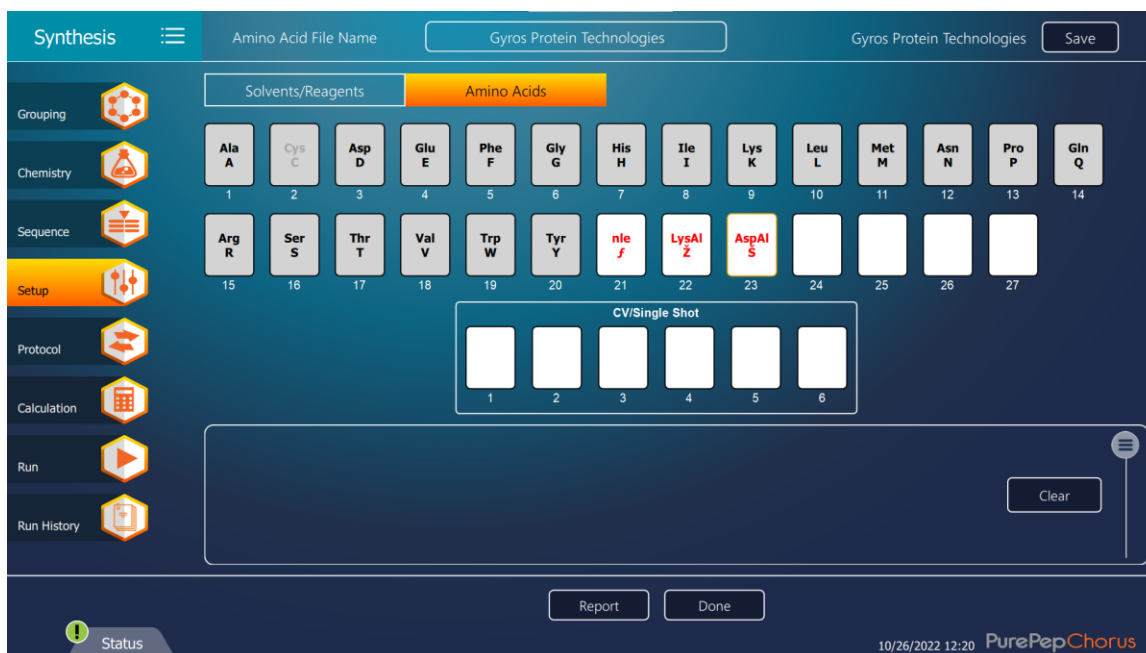 Synthesis
Amino Acid File Name
Gyros Protein Technologies
Gyros Protein Technologies
Save
Grouping
Chemistry
Sequence
Setup
Protocol
Calculation
Run
Run History
Solvents/Reagents
Amino Acids
Ala Cys Asp Glu Phe Gly His Ile Lys Leu Met Asn Pro Gln
A C D E F G H I K L M N P Q
1 2 3 4 5 6 7 8 9 10 11 12 13 14
Arg Ser Thr Val Trp Tyr nle LysAl AspAl
R S T V W Y ƒ Ž Š
15 16 17 18 19 20 21 22 23 24 25 26 27
CV/Single Shot
1 2 3 4 5 6
Clear
Report
Done
Status
10/26/2022 12:20
PurePepChorus